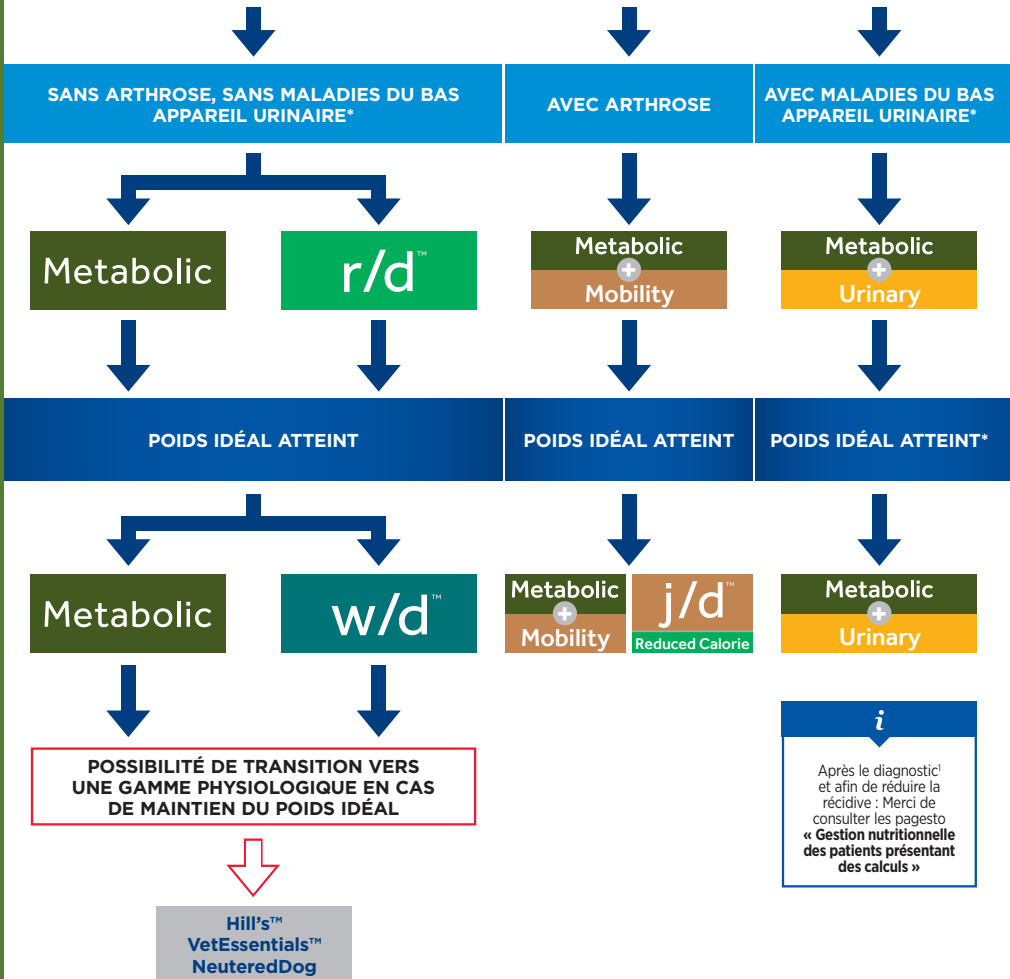 SANS ARTHROSE, SANS MALADIES DU BAS
APPAREIL URINAIRE*
AVEC ARTHROSE
AVEC MALADIES DU BAS
APPAREIL URINAIRE*
Metabolic
r/d™
Metabolic
+
Mobility
Metabolic
+
Urinary
POIDS IDÉAL ATTEINT
POIDS IDÉAL ATTEINT
POIDS IDÉAL ATTEINT*
Metabolic
w/d™
Metabolic
+
Mobility
j/d™
Reduced Calorie
Metabolic
+
Urinary
POSSIBILITÉ DE TRANSITION VERS
UNE GAMME PHYSIOLOGIQUE EN CAS
DE MAINTIEN DU POIDS IDÉAL
i
Après le diagnostic¹
et afin de réduire la
récidive : Merci de
consulter les pagesto
« Gestion nutritionnelle
des patients présentant
des calculs »
Hill's™
VetEssentials™
NeuteredDog